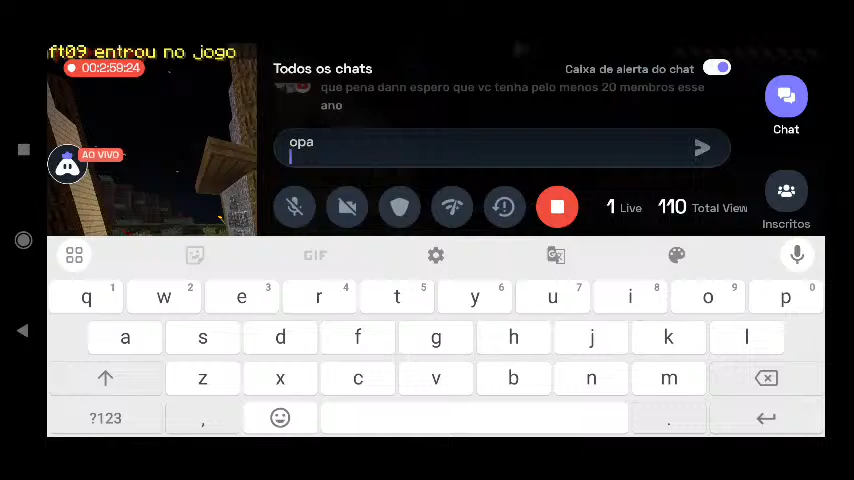 ft09 entrou no jogo
00:2:59:24
AO VIVO
Todos os chats
Caixa de alerta do chat
que pena dann espero que vc tenha pelo menos 20 membros esse
ano
opa
Chat
1 Live
110 Total View
Inscritos
GIF
q 1 w 2 e 3 r 4 t 5 y 6 u 7 i 8 o 9 p 0
a s d f g h j k l
z x c v b n m
?123 , .